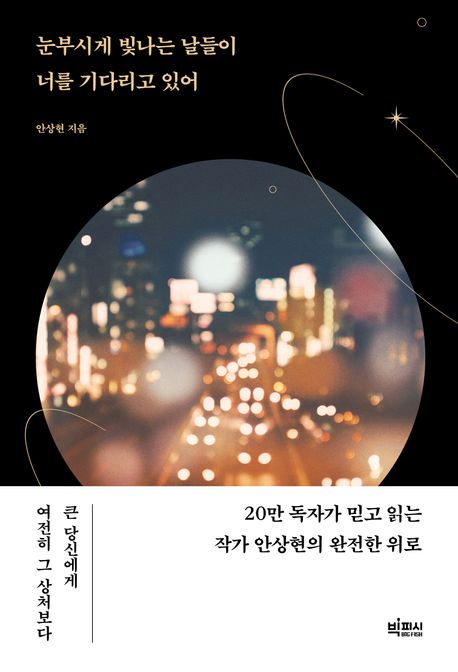 눈부시게 빛나는 날들이
너를 기다리고 있어
안상현 지음
20만 독자가 믿고 읽는
작가 안상현의 완전한 위로
여전히 그 상처보다
큰 당신에게
빅피시
BIG FISH